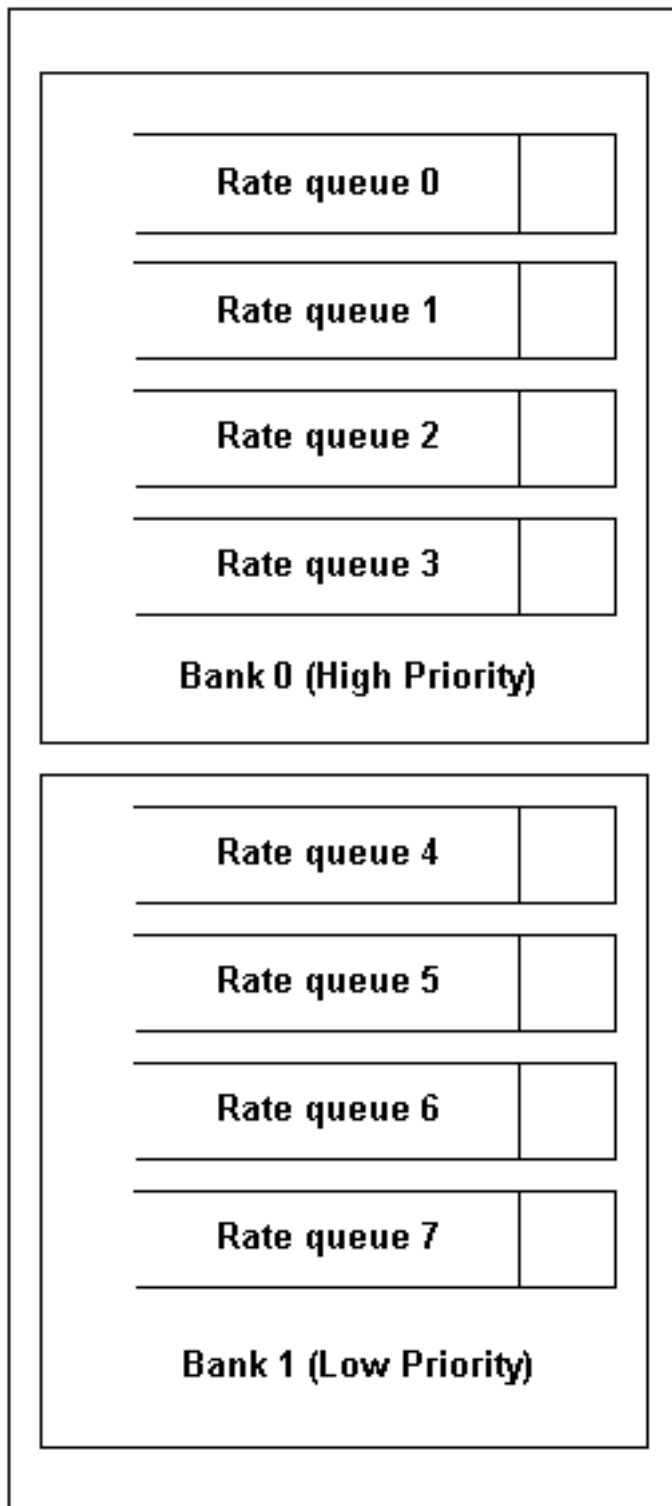 Rate queue 0
Rate queue 1
Rate queue 2
Rate queue 3
Bank 0 (High Priority)
Rate queue 4
Rate queue 5
Rate queue 6
Rate queue 7
Bank 1 (Low Priority)